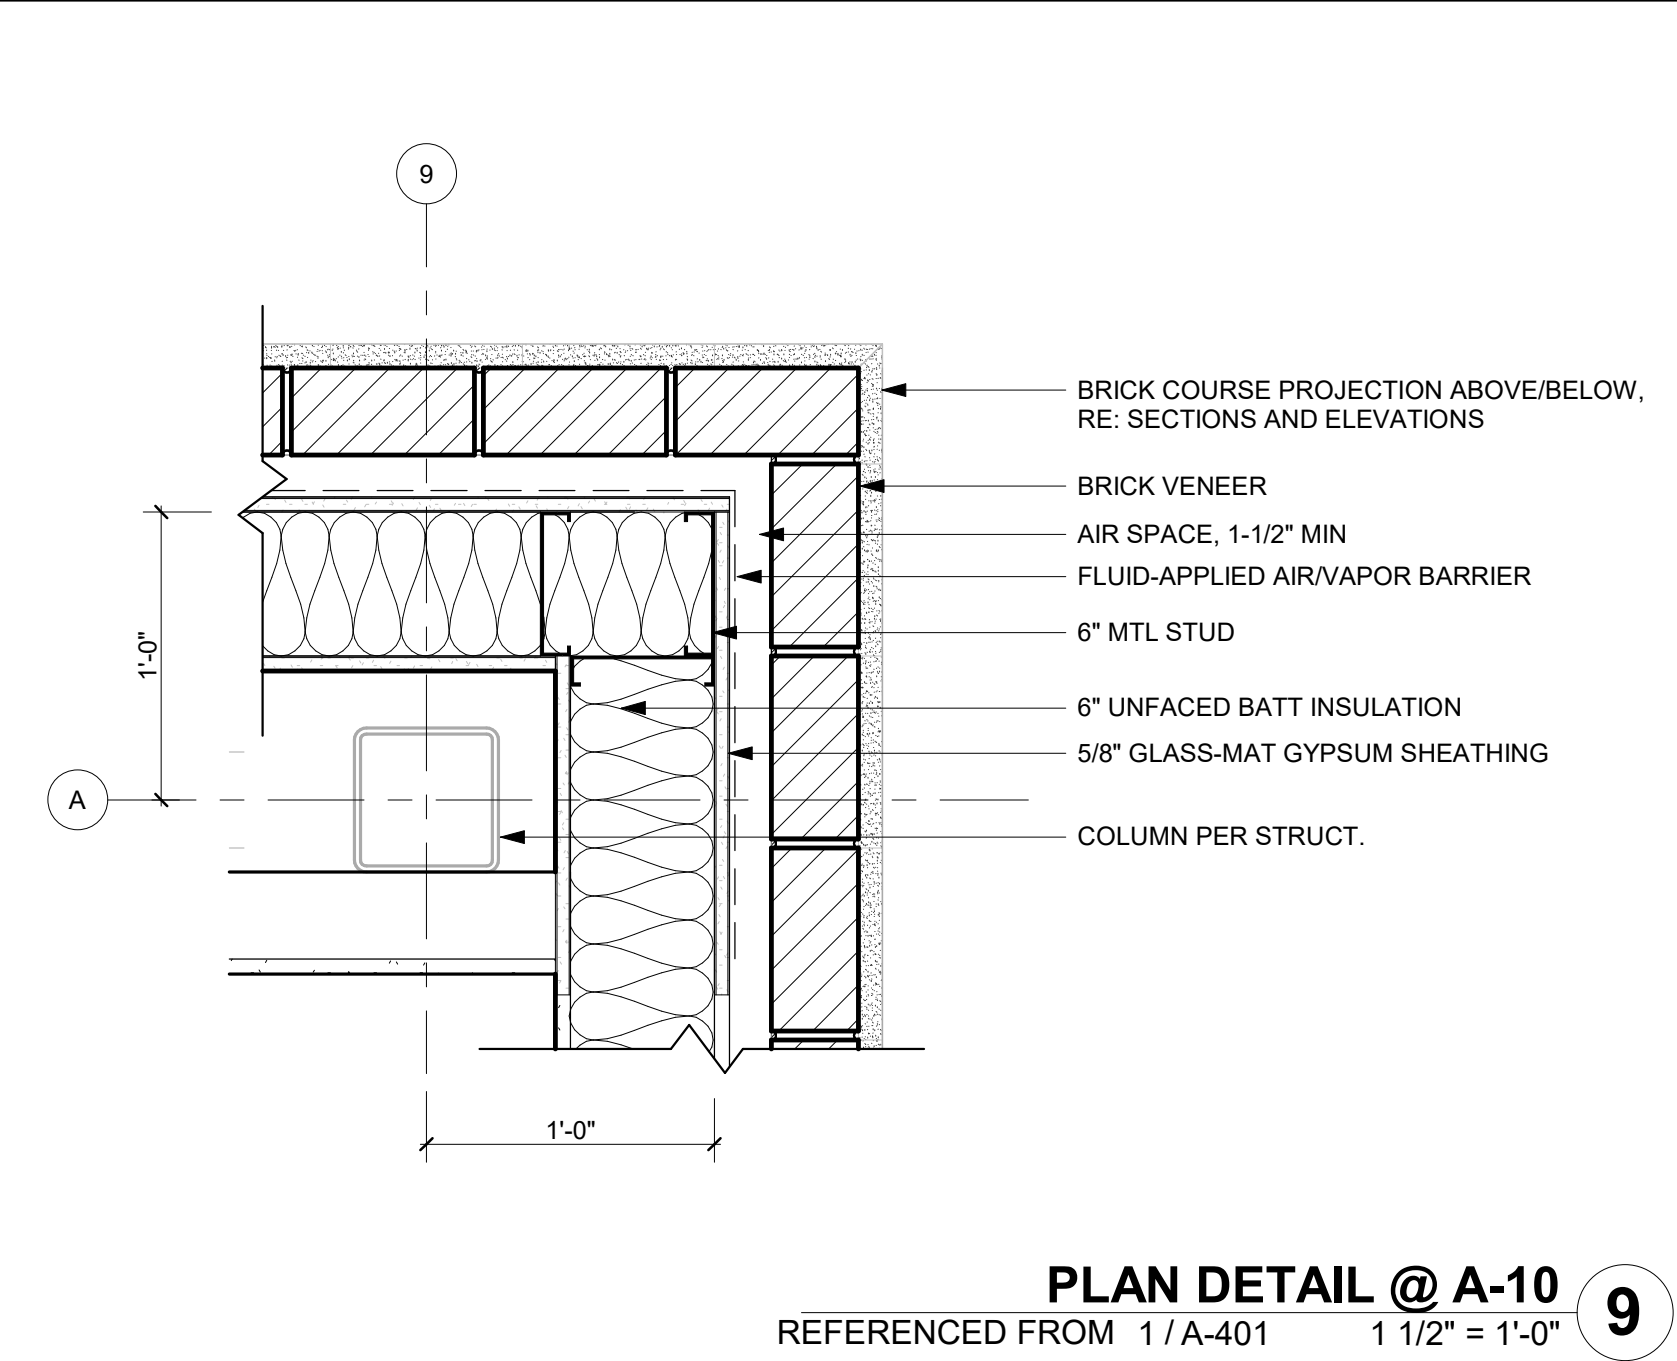 9
BRICK COURSE PROJECTION ABOVE/BELOW,
RE: SECTIONS AND ELEVATIONS
BRICK VENEER
AIR SPACE, 1-1/2" MIN
FLUID-APPLIED AIR/VAPOR BARRIER
6" MTL STUD
1'-0"
6" UNFACED BATT INSULATION
5/8" GLASS-MAT GYPSUM SHEATHING
A
COLUMN PER STRUCT.
1'-0"
PLAN DETAIL @ A-10
9
REFERENCED FROM 1 / A-401 1 1/2" = 1'-0"